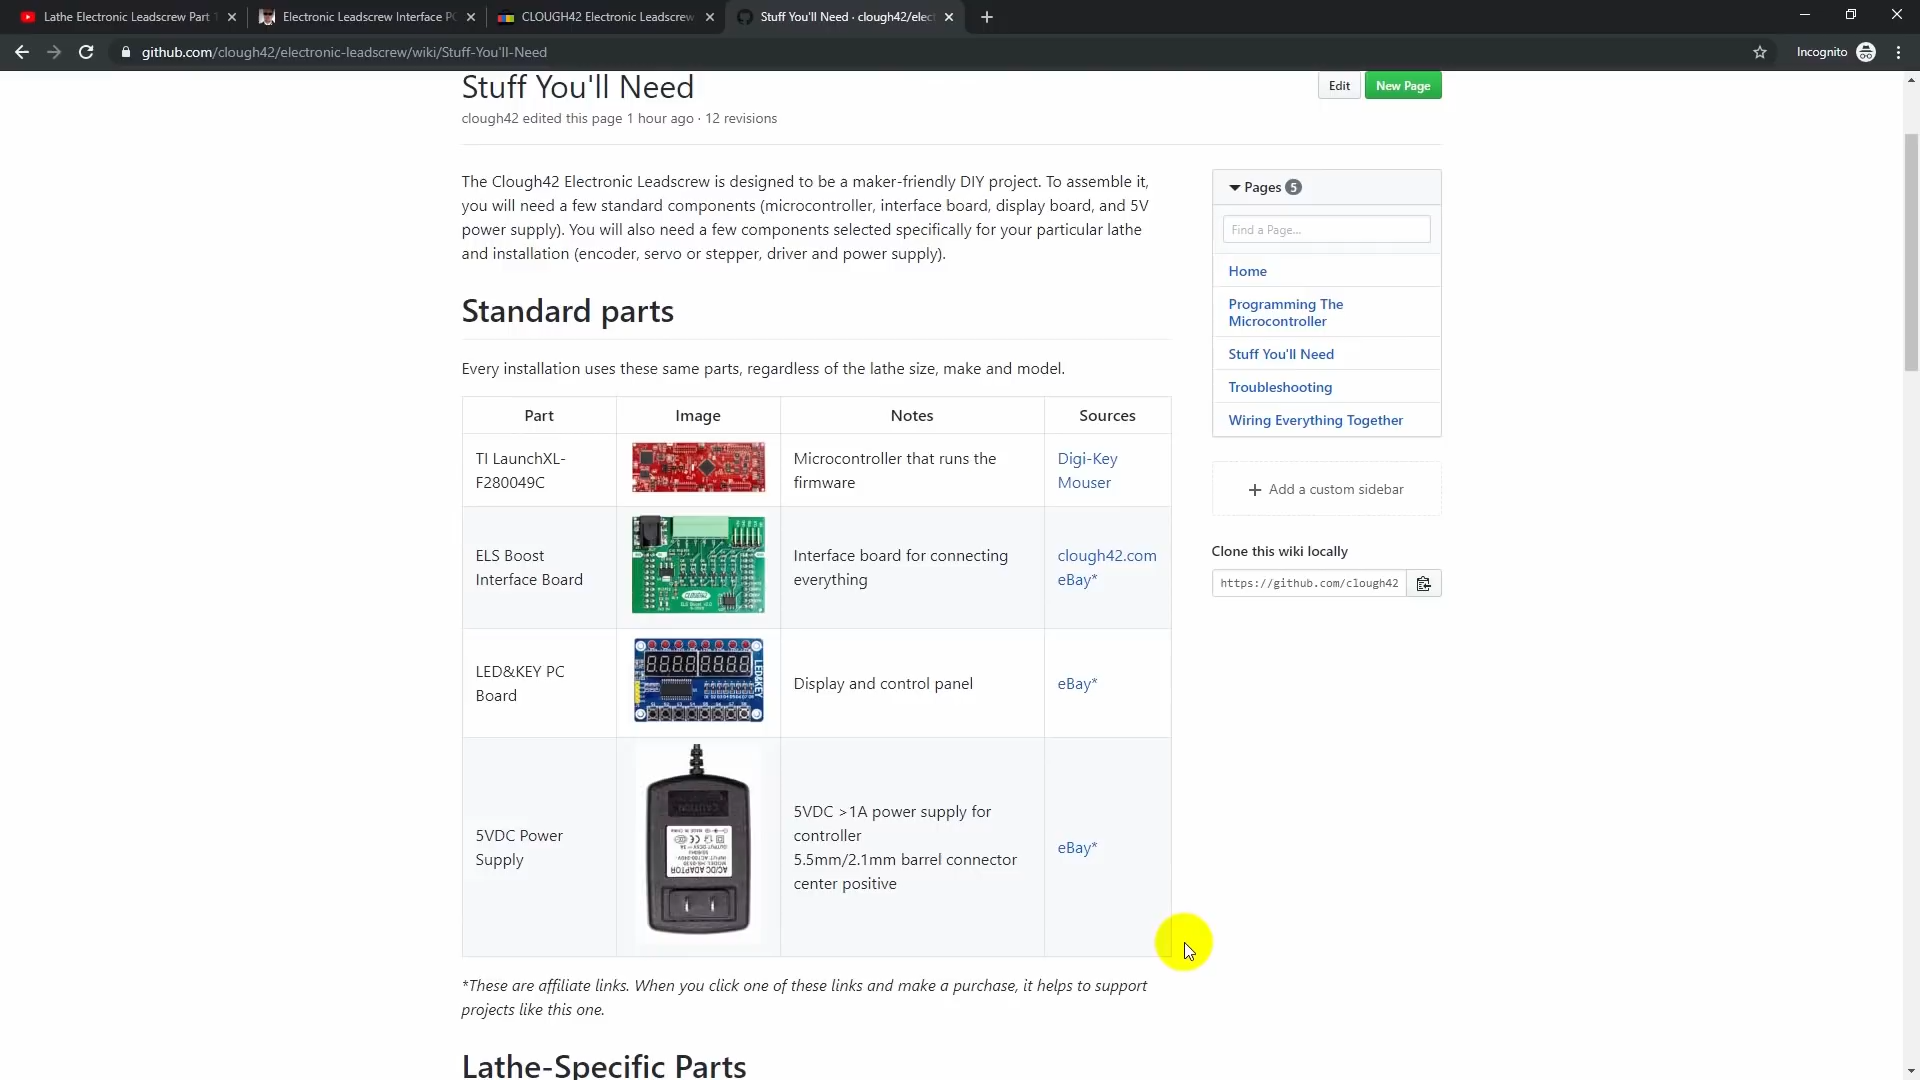 Lathe Electronic Leadscrew Part 1
Electronic Leadscrew Interface PC
CLOUGH42 Electronic Leadscrew
Stuff You'll Need · clough42/elect
github.com/clough42/electronic-leadscrew/wiki/Stuff-You'll-Need
Incognito
Stuff You'll Need
Edit
New Page
clough42 edited this page 1 hour ago · 12 revisions
The Clough42 Electronic Leadscrew is designed to be a maker-friendly DIY project. To assemble it,
you will need a few standard components (microcontroller, interface board, display board, and 5V
power supply). You will also need a few components selected specifically for your particular lathe
and installation (encoder, servo or stepper, driver and power supply).
Standard parts
Every installation uses these same parts, regardless of the lathe size, make and model.
Part Image Notes Sources
TI LaunchXL-
F280049C
Microcontroller that runs the
firmware
Digi-Key
Mouser
ELS Boost
Interface Board
CLOUGH42
Interface board for connecting
everything
clough42.com
eBay*
LED&KEY PC
Board
LED&KEY
Display and control panel
eBay*
5VDC Power
Supply
CAUTION
AC/DC ADAPTOR
5VDC >1A power supply for
controller
5.5mm/2.1mm barrel connector
center positive
eBay*
*These are affiliate links. When you click one of these links and make a purchase, it helps to support
projects like this one.
Lathe-Specific Parts
Pages 5
Find a Page...
Home
Programming The
Microcontroller
Stuff You'll Need
Troubleshooting
Wiring Everything Together
Add a custom sidebar
Clone this wiki locally
https://github.com/clough42